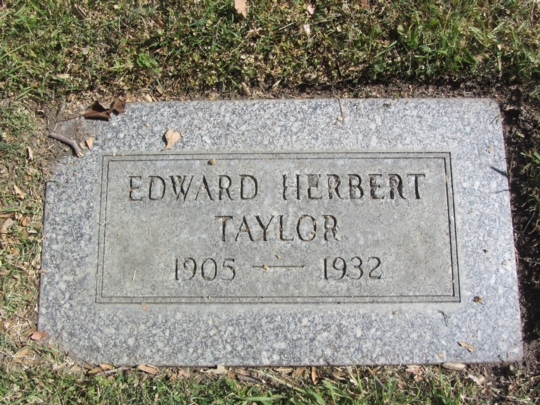 EDWARD HERBERT
TAYLOR
1905 — 1932